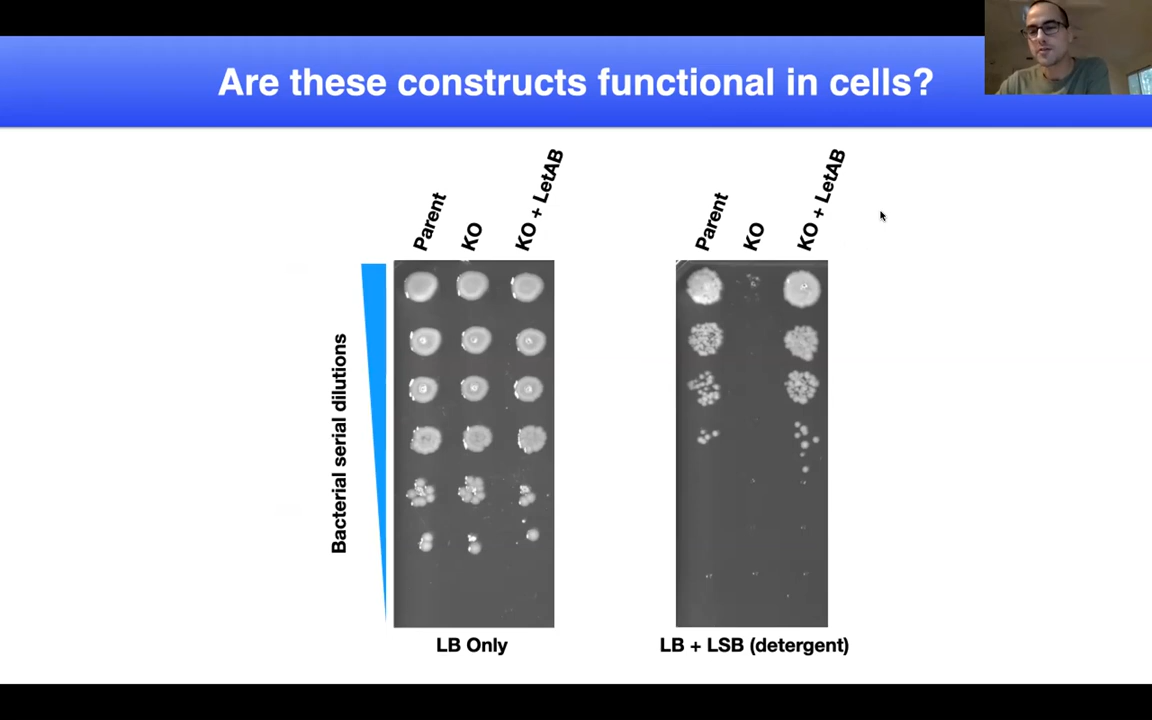 Are these constructs functional in cells?
Parent
KO
KO + LetAB
Parent
KO
KO + LetAB
Bacterial serial dilutions
LB Only
LB + LSB (detergent)